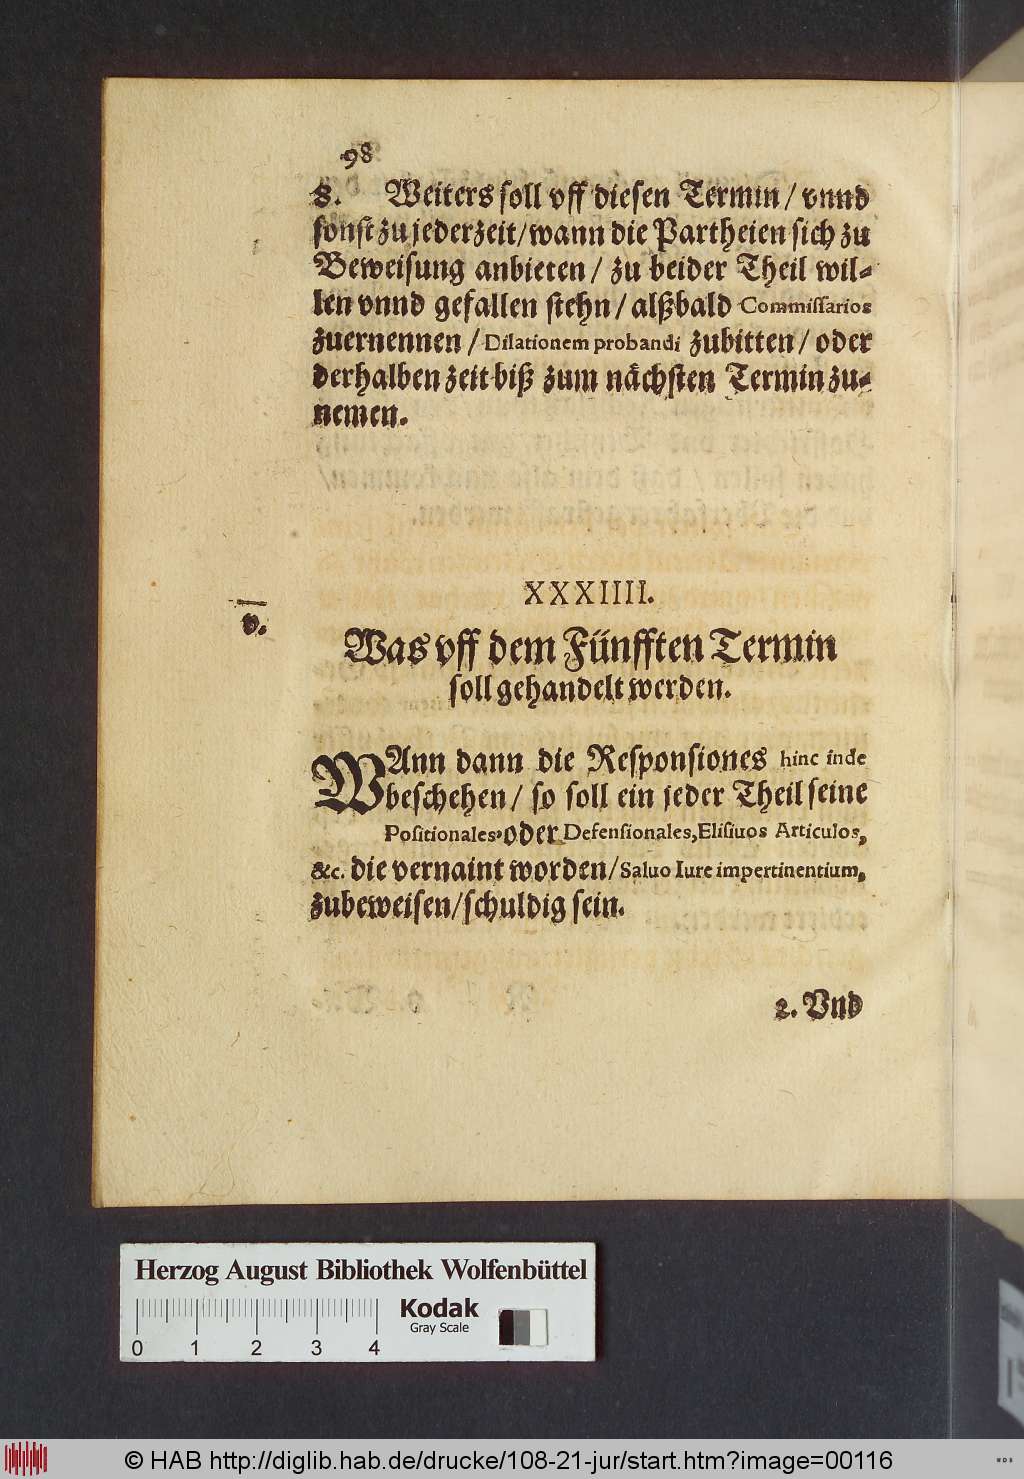 98
8. Weiters soll vff diesen Termin / vnnd
sonst zu jederzeit / wann die Partheien sich zu
Beweisung anbieten / zu beider Theil wil-
len vnnd gefallen stehn / alßbald Commissarios
zuernennen / Dilationem probandi zubitten / oder
derhalben zeit biß zum nächsten Termin zu-
nemen.
XXXIIII.
v.
Was vff dem Fünfften Termin
soll gehandelt werden.
WAnn dann die Responsiones hinc inde
beschehen / so soll ein jeder Theil seine
Positionales, oder Defensionales, Elisiuos Articulos,
&c. die vernaint worden / Saluo Iure impertinentium,
zubeweisen / schuldig sein.
2. Vnd
Herzog August Bibliothek Wolfenbüttel
Kodak
Gray Scale
0 1 2 3 4
© HAB http://diglib.hab.de/drucke/108-21-jur/start.htm?image=00116